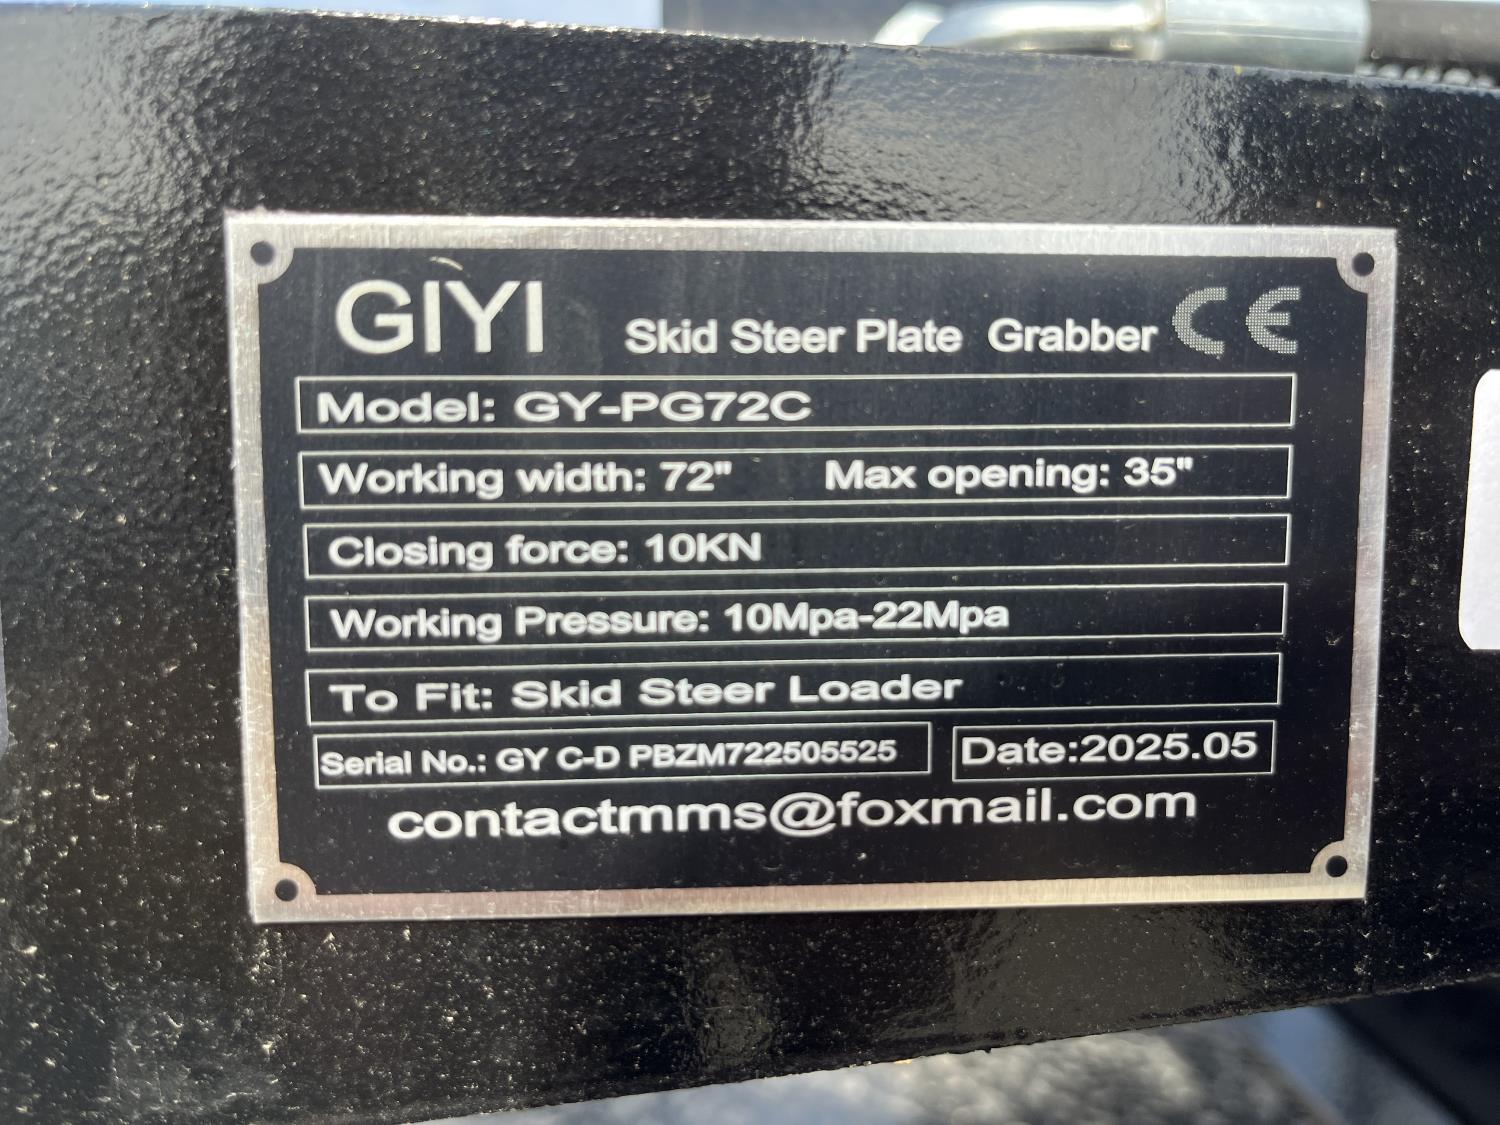 GIYI Skid Steer Plate Grabber CE
Model: GY-PG72C
Working width: 72" Max opening: 35"
Closing force: 10KN
Working Pressure: 10Mpa-22Mpa
To Fit: Skid Steer Loader
Serial No.: GY C-D PBZM722505525 Date:2025.05
contactmms@foxmail.com